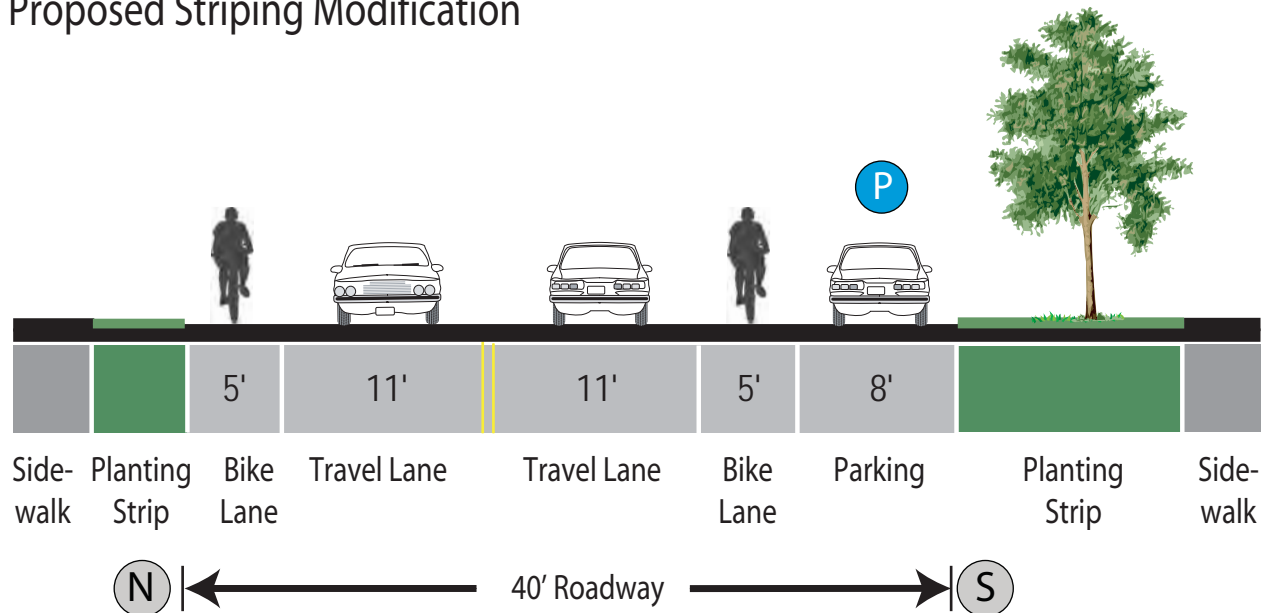 Proposed Striping Modification
P
5' 11' 11' 5' 8'
Side- Planting Bike Travel Lane Travel Lane Bike Parking Planting Side-
walk Strip Lane Lane Strip walk
N 40' Roadway S